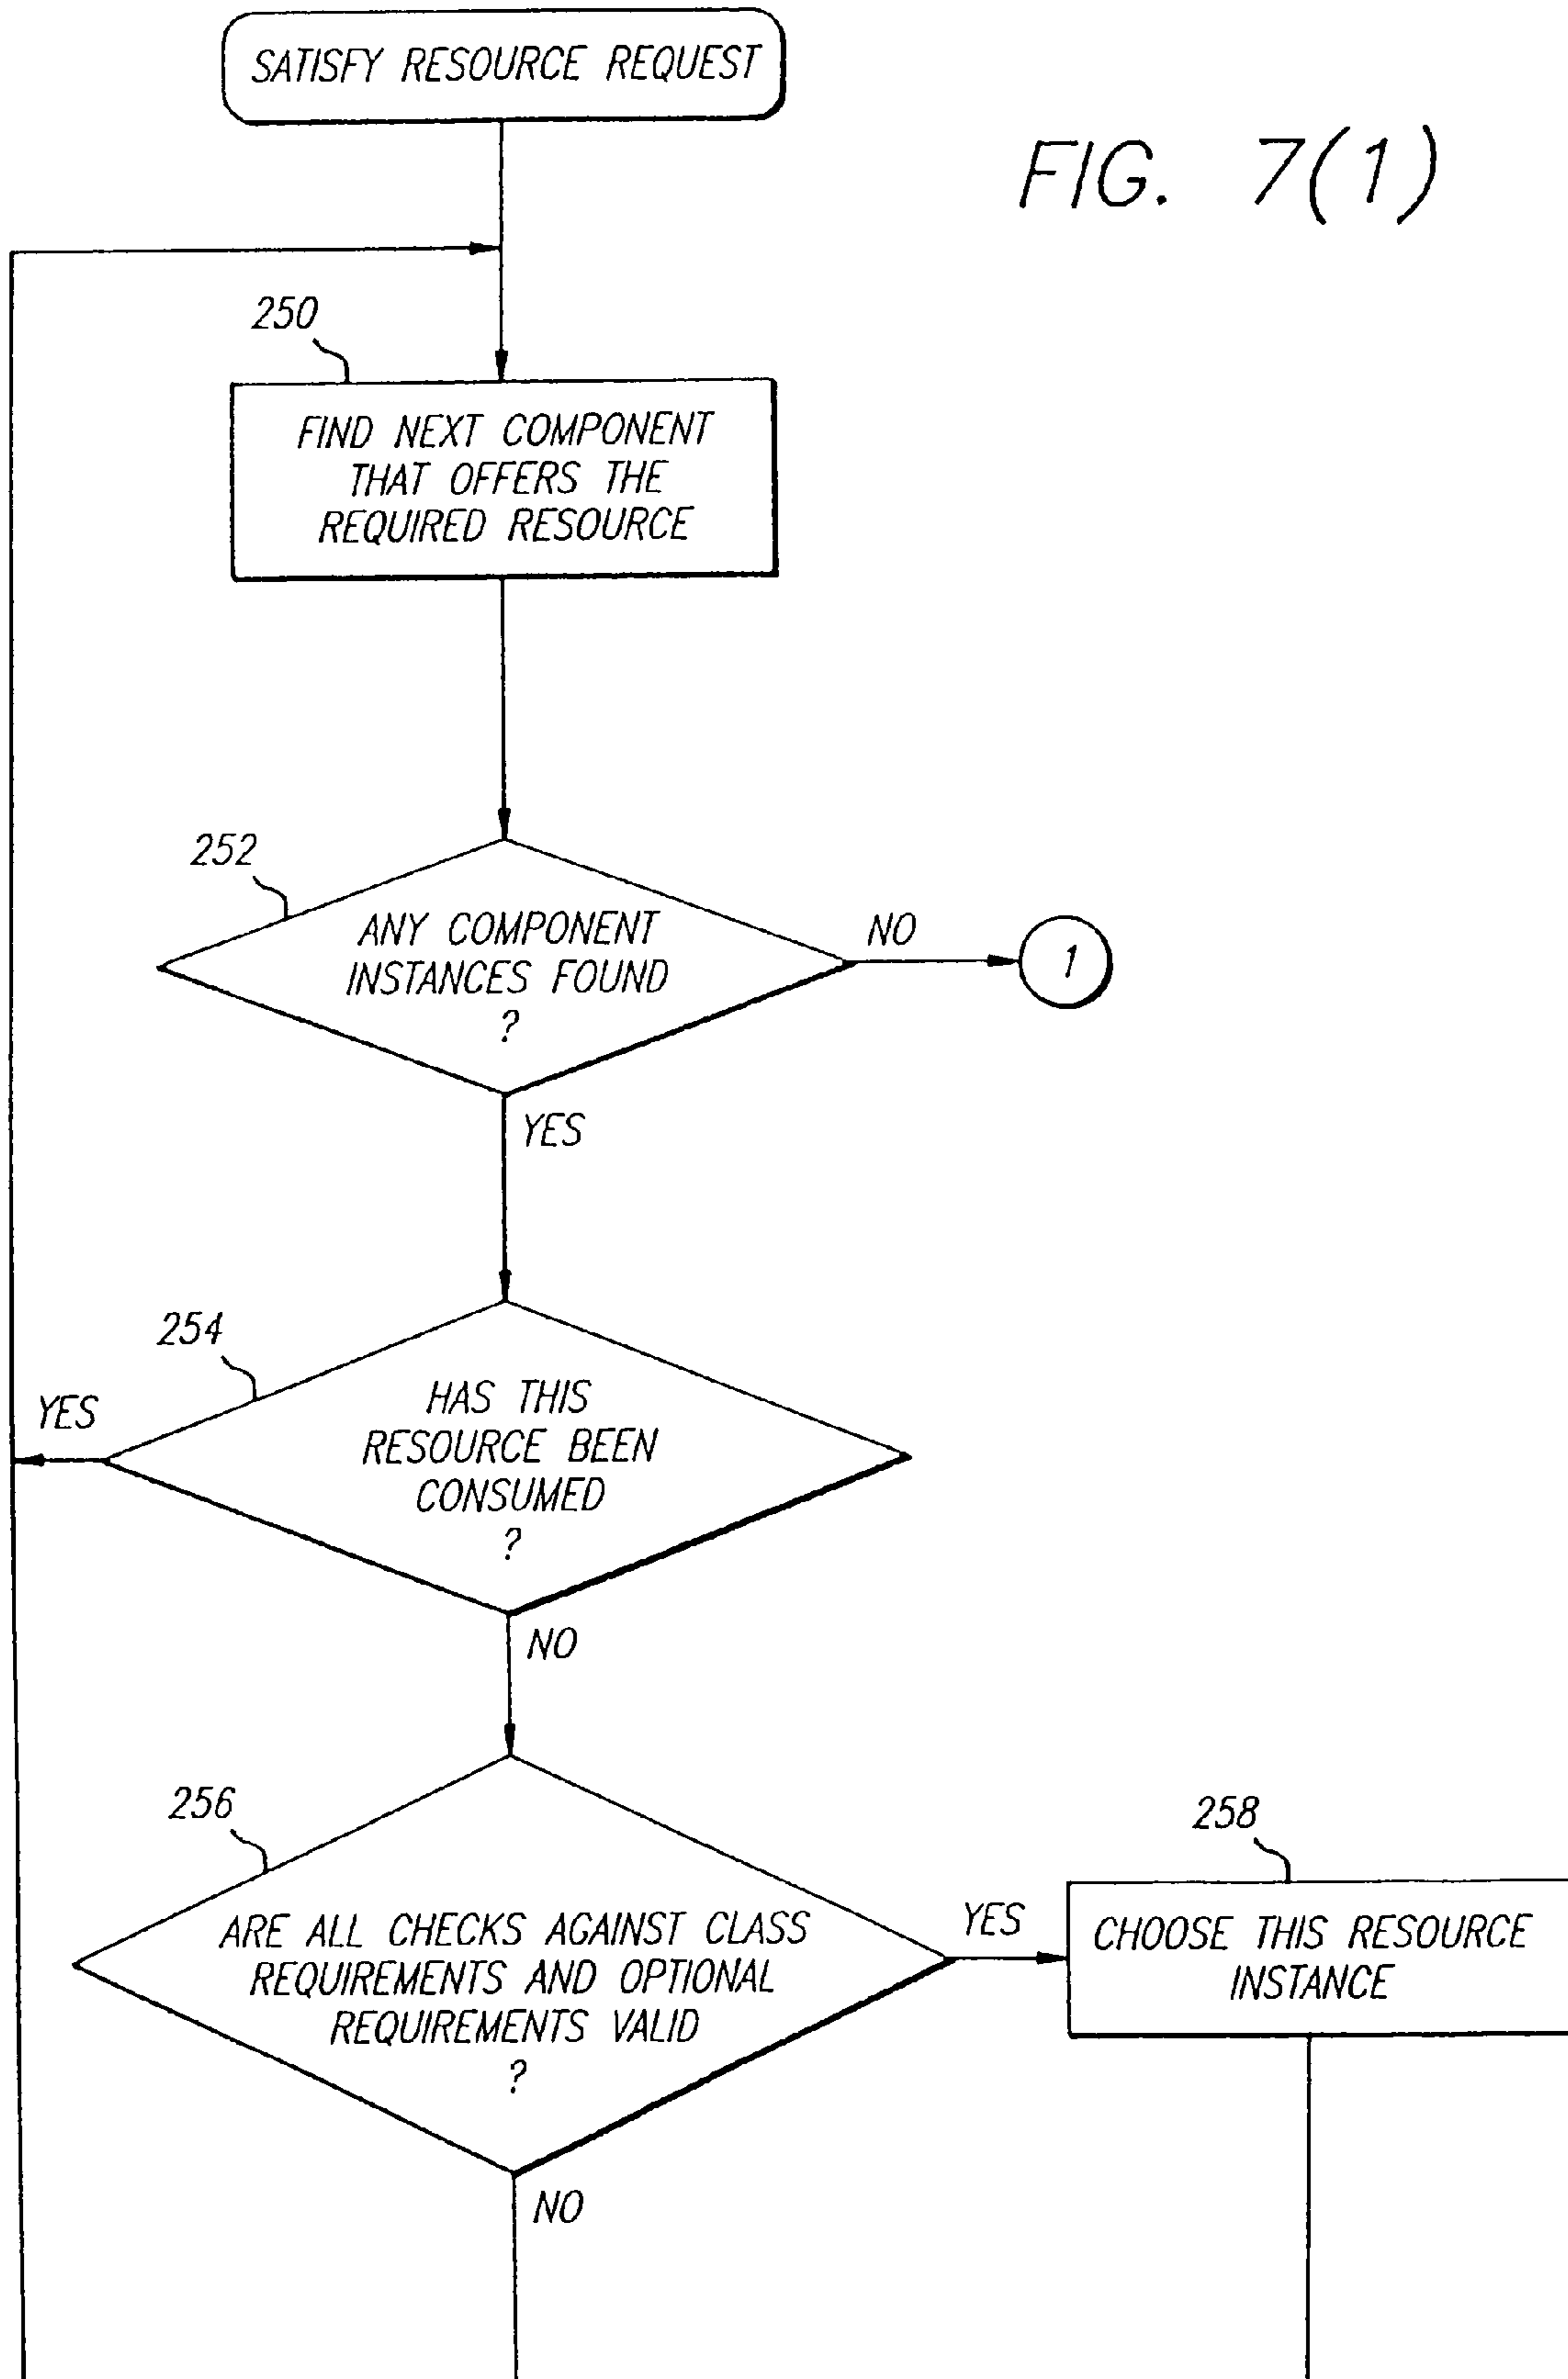 SATISFY RESOURCE REQUEST
FIG. 7(1)
250
FIND NEXT COMPONENT
THAT OFFERS THE
REQUIRED RESOURCE
252
ANY COMPONENT
INSTANCES FOUND
?
NO
1
YES
254
HAS THIS
RESOURCE BEEN
CONSUMED
?
YES
NO
256
ARE ALL CHECKS AGAINST CLASS
REQUIREMENTS AND OPTIONAL
REQUIREMENTS VALID
?
YES
258
CHOOSE THIS RESOURCE
INSTANCE
NO